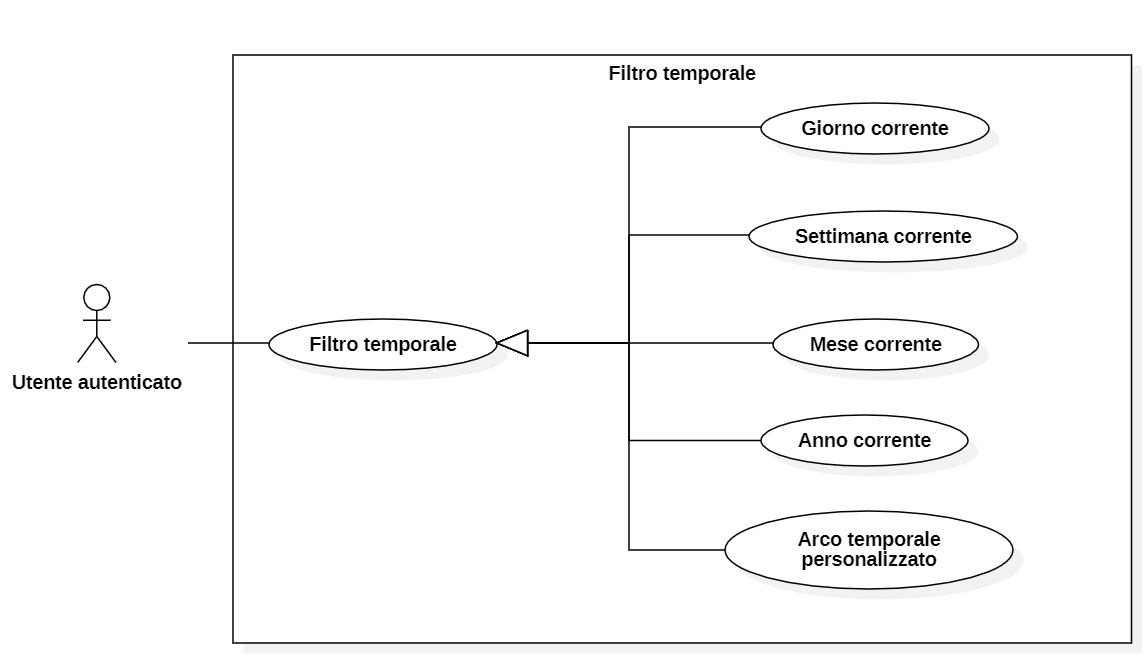 Filtro temporale
Giorno corrente
Settimana corrente
Filtro temporale
Mese corrente
Utente autenticato
Anno corrente
Arco temporale
personalizzato